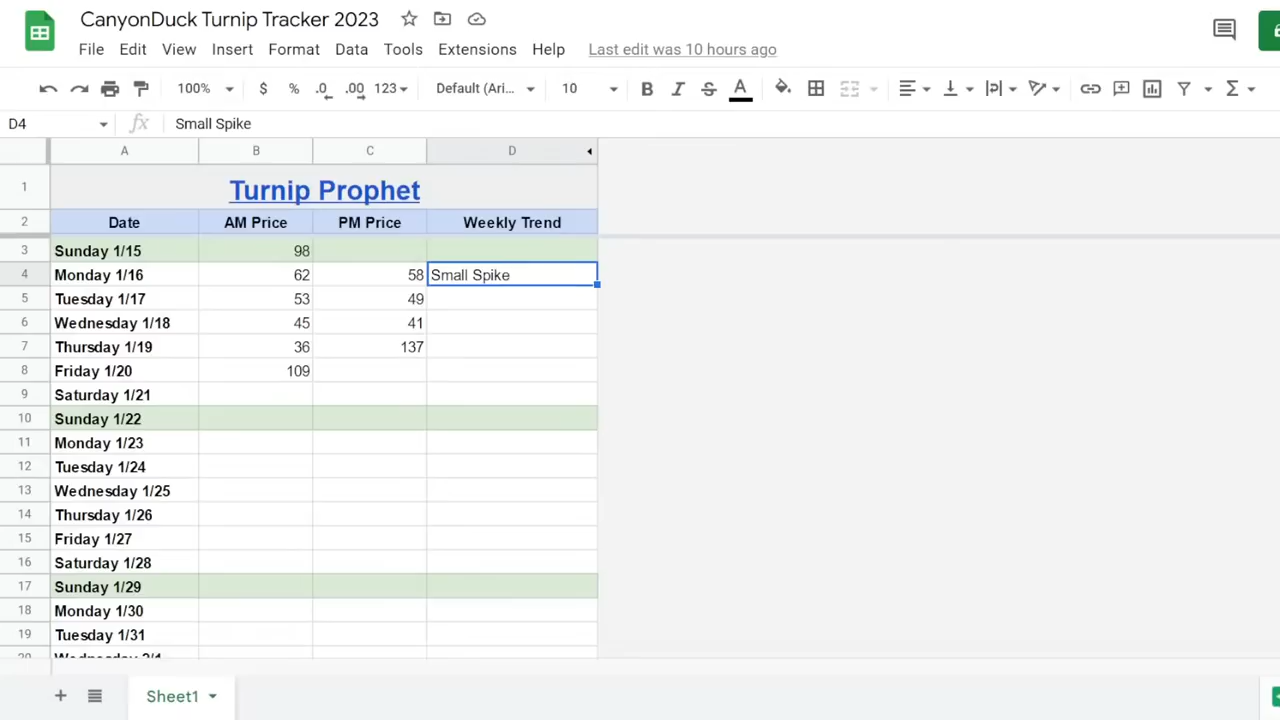 CanyonDuck Turnip Tracker 2023
File Edit View Insert Format Data Tools Extensions Help Last edit was 10 hours ago
100% $ % .0 .00 123 Default (Ari... 10 B I S A Σ
D4 fx Small Spike
A B C D
1 Turnip Prophet
2 Date AM Price PM Price Weekly Trend
3 Sunday 1/15 98
4 Monday 1/16 62 58 Small Spike
5 Tuesday 1/17 53 49
6 Wednesday 1/18 45 41
7 Thursday 1/19 36 137
8 Friday 1/20 109
9 Saturday 1/21
10 Sunday 1/22
11 Monday 1/23
12 Tuesday 1/24
13 Wednesday 1/25
14 Thursday 1/26
15 Friday 1/27
16 Saturday 1/28
17 Sunday 1/29
18 Monday 1/30
19 Tuesday 1/31
20 Wednesday 2/1
Sheet1